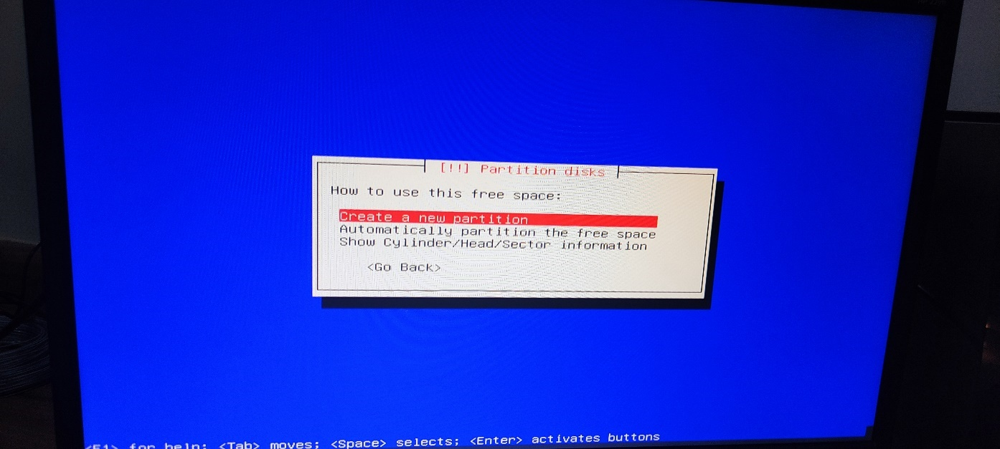 [!!] Partition disks
How to use this free space:
Create a new partition
Automatically partition the free space
Show Cylinder/Head/Sector information
<Go Back>
<F1> for help; <Tab> moves; <Space> selects; <Enter> activates buttons